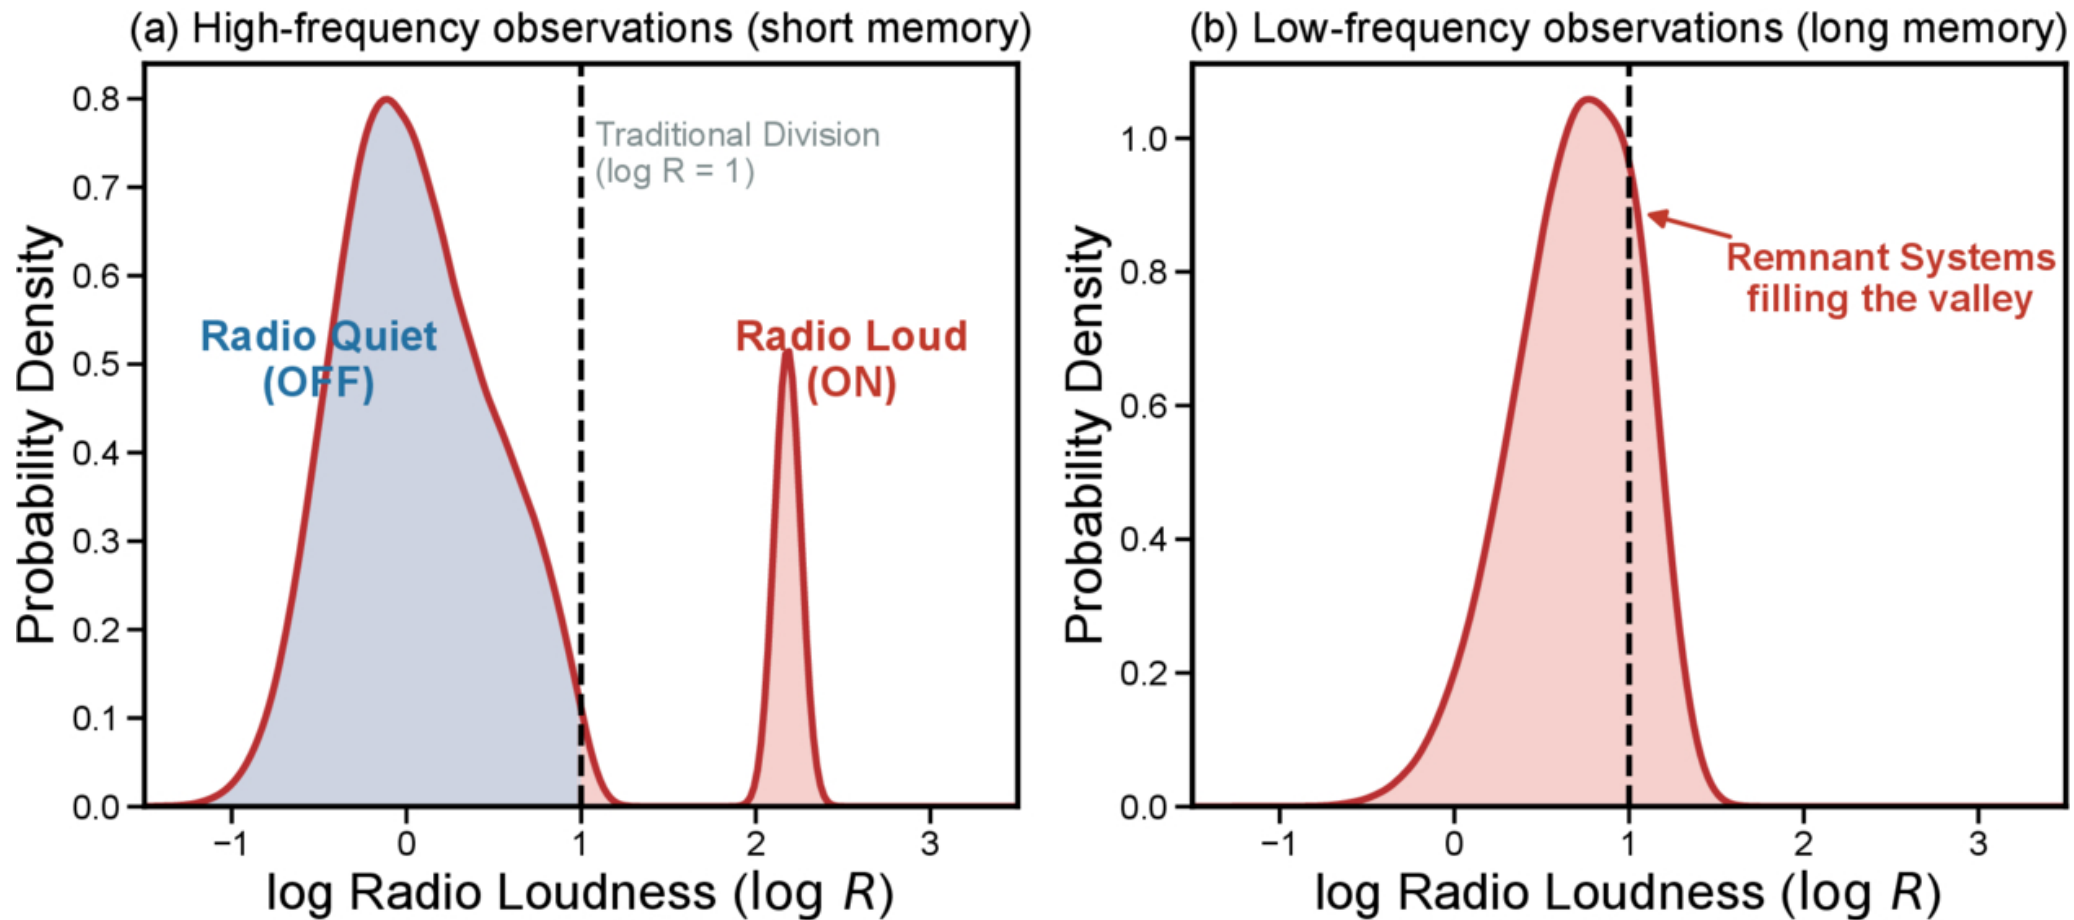 (a) High-frequency observations (short memory)
Probability Density
0.8
0.7
0.6
0.5
0.4
0.3
0.2
0.1
0.0
Traditional Division
(log R = 1)
Radio Quiet
(OFF)
Radio Loud
(ON)
−1
0
1
2
3
log Radio Loudness (log R)
(b) Low-frequency observations (long memory)
Probability Density
1.0
0.8
0.6
0.4
0.2
0.0
Remnant Systems
filling the valley
−1
0
1
2
3
log Radio Loudness (log R)